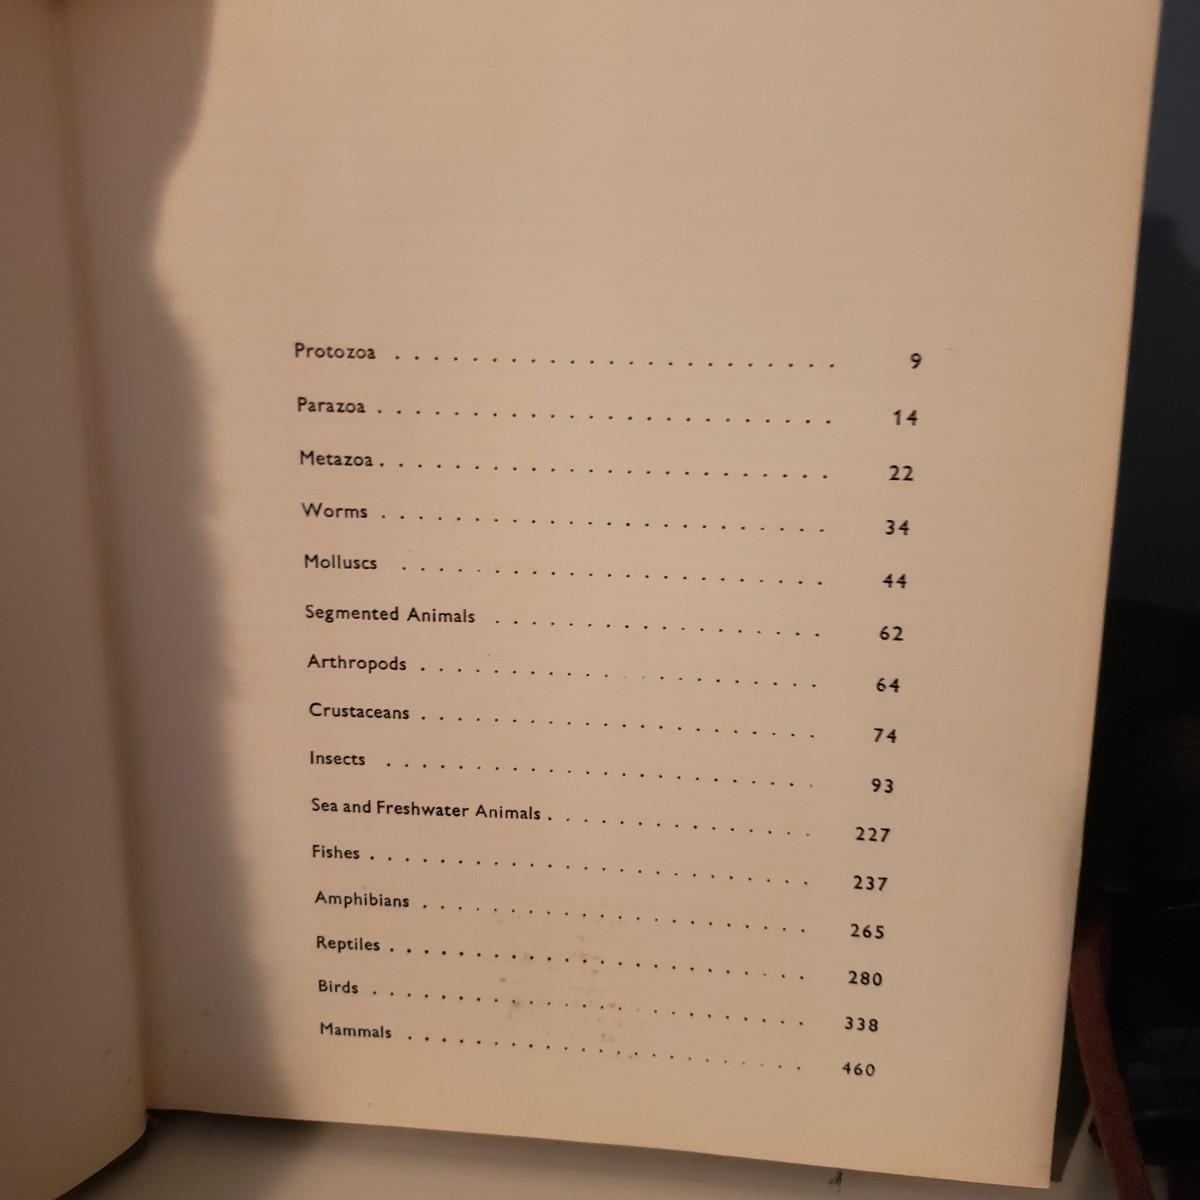 Protozoa . . . . . . . . . . . . . . . . . . . . . . . . 9
Parazoa . . . . . . . . . . . . . . . . . . . . . . . . 14
Metazoa . . . . . . . . . . . . . . . . . . . . . . . . 22
Worms . . . . . . . . . . . . . . . . . . . . . . . . 34
Molluscs . . . . . . . . . . . . . . . . . . . . . . . 44
Segmented Animals . . . . . . . . . . . . . . . . . . 62
Arthropods . . . . . . . . . . . . . . . . . . . . . . 64
Crustaceans . . . . . . . . . . . . . . . . . . . . . . 74
Insects . . . . . . . . . . . . . . . . . . . . . . . . 93
Sea and Freshwater Animals . . . . . . . . . . . . . . . 227
Fishes . . . . . . . . . . . . . . . . . . . . . . . . . 237
Amphibians . . . . . . . . . . . . . . . . . . . . . . 265
Reptiles . . . . . . . . . . . . . . . . . . . . . . . . 280
Birds . . . . . . . . . . . . . . . . . . . . . . . . . 338
Mammals . . . . . . . . . . . . . . . . . . . . . . . 460